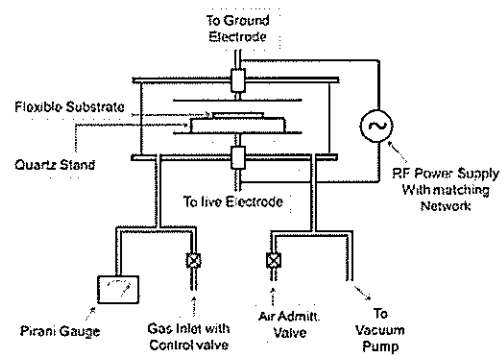 To Ground
Electrode
Flexible Substrate
Quartz Stand
To live Electrode
RF Power Supply
With matching
Network
Pirani Gauge
Gas Inlet with
Control valve
Air Admitt.
Valve
To
Vacuum
Pump